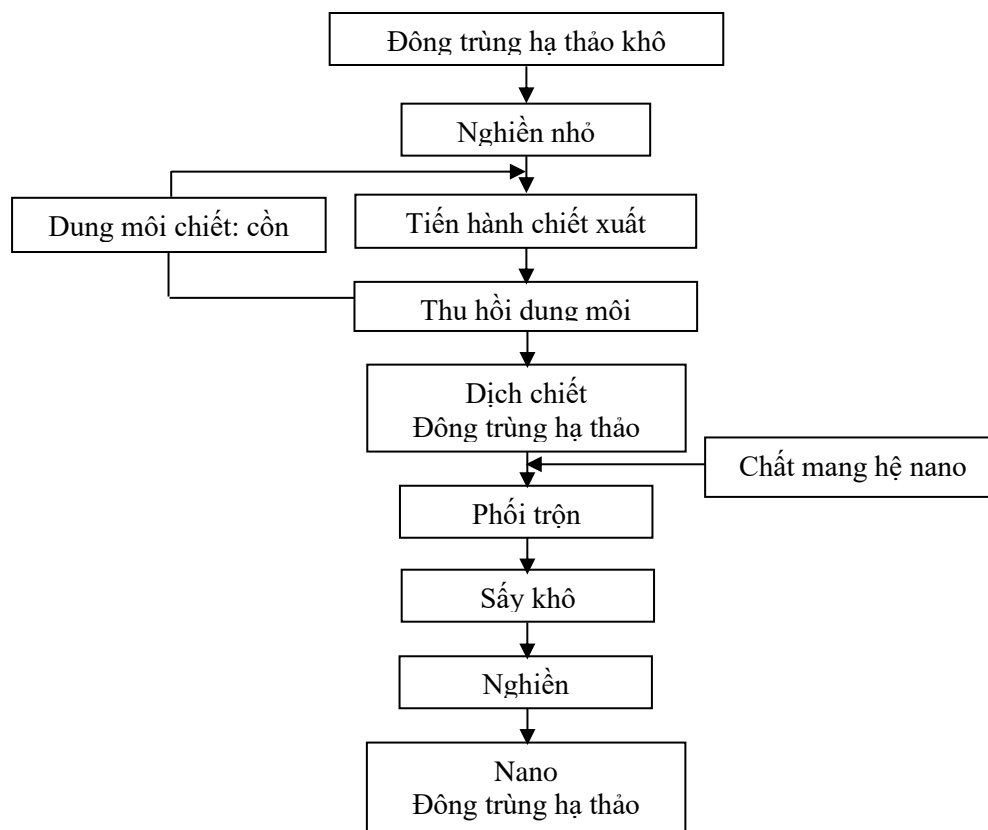 Đông trùng hạ thảo khô
Nghiền nhỏ
Dung môi chiết: cồn
Tiến hành chiết xuất
Thu hồi dung môi
Dịch chiết
Đông trùng hạ thảo
Chất mang hệ nano
Phối trộn
Sấy khô
Nghiền
Nano
Đông trùng hạ thảo